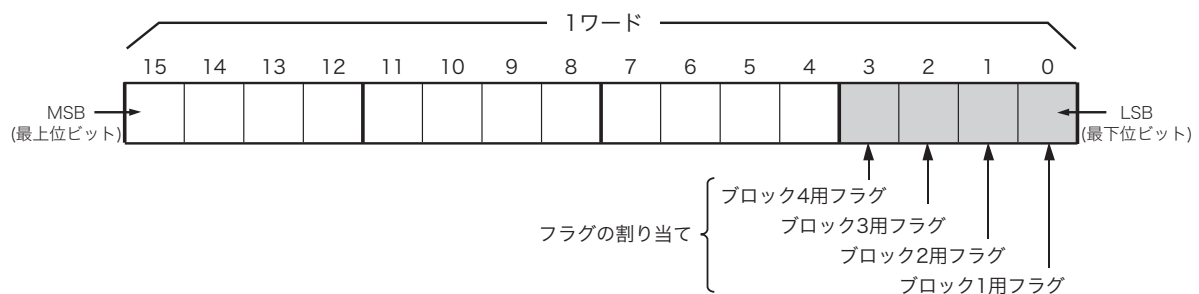 1ワード
15 14 13 12 11 10 9 8 7 6 5 4 3 2 1 0
MSB
(最上位ビット)
LSB
(最下位ビット)
フラグの割り当て
ブロック4用フラグ
ブロック3用フラグ
ブロック2用フラグ
ブロック1用フラグ